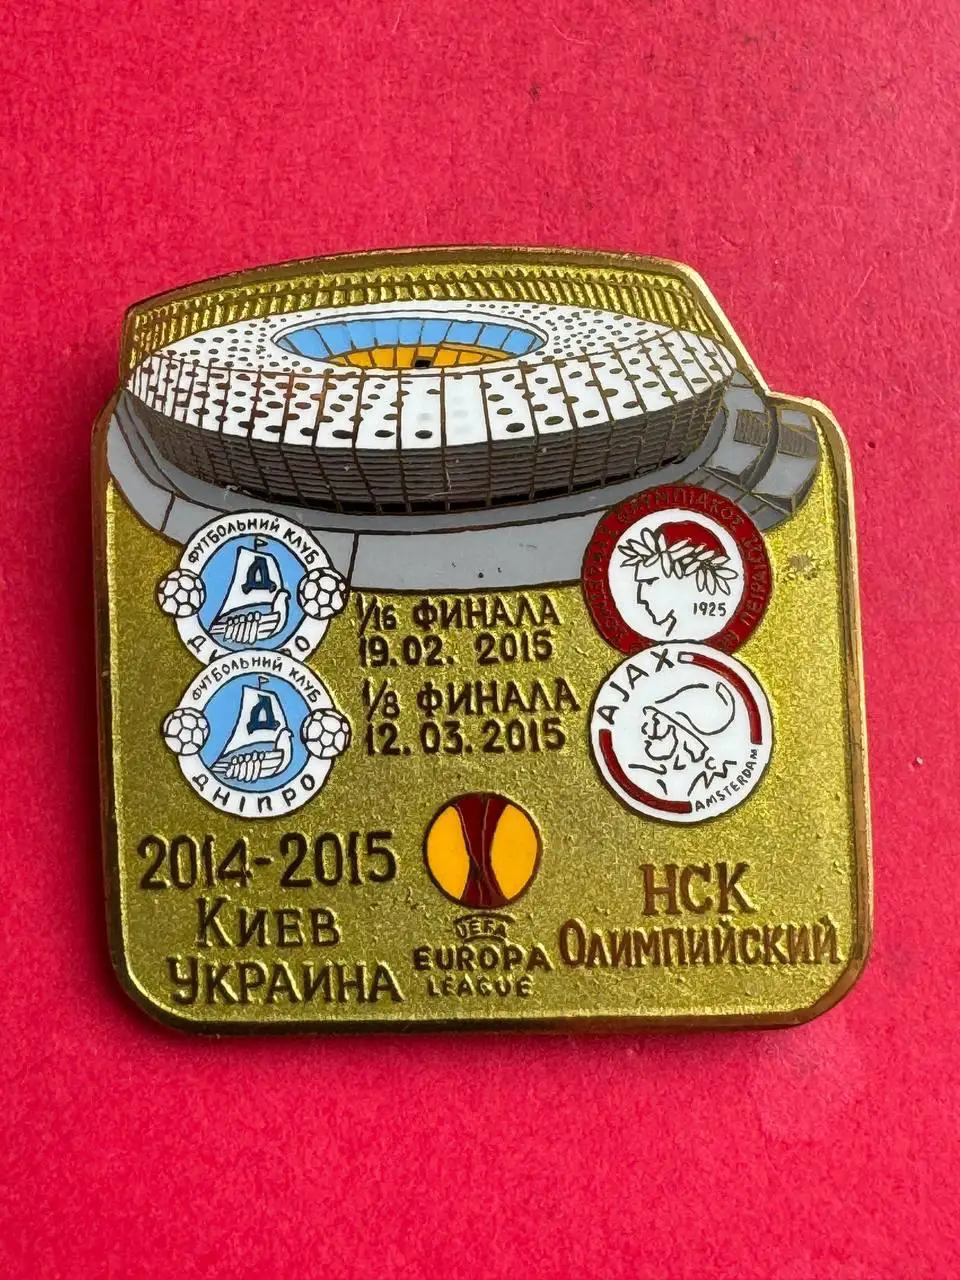 ФУТБОЛЬНИЙ КЛУБ
1/16 ФИНАЛА
19.02. 2015
ПЕІРАІ
1925
ФУТБОЛЬНИЙ КЛУБ
ДНІПРО
1/8 ФИНАЛА
12.03.2015
AJAX
AMSTERDAM
2014-2015
КИЕВ
УКРАИНА
UEFA
EUROPA
LEAGUE
НСК
ОЛИМПИЙСКИЙ